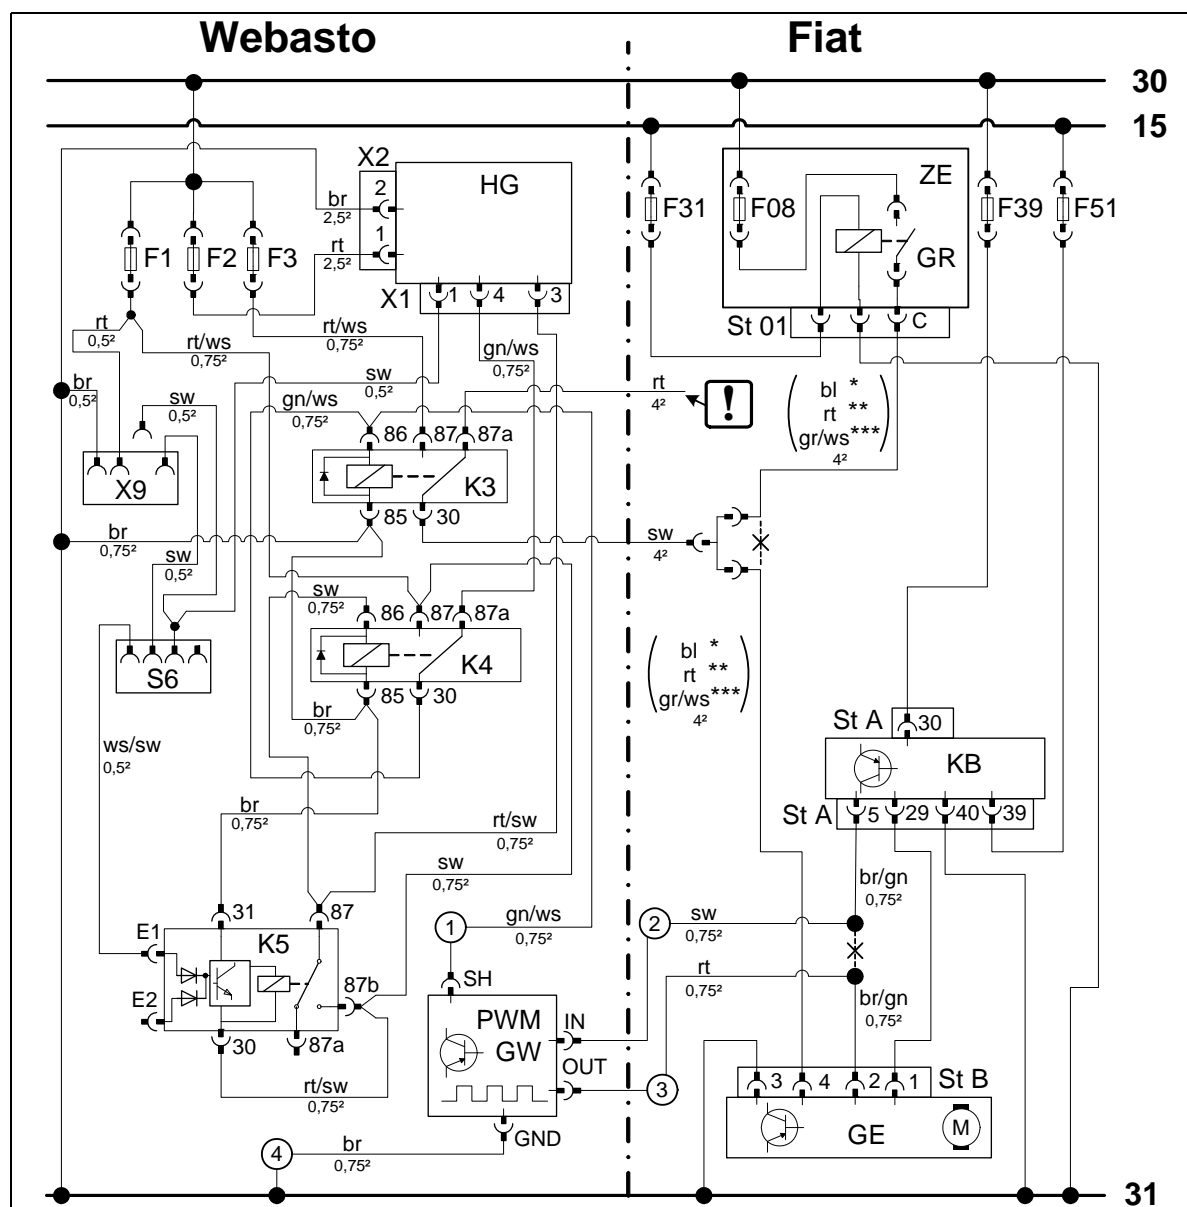 Webasto Fiat
30
15
X2
HG
ZE
2
br
2,5²
F31 F08 F39 F51
1
F1 F2 F3
rt
2,5²
GR
X1 1 4 3
St 01 C
rt
0,5²
rt/ws
0,75²
rt/ws
0,75²
gn/ws
0,75²
br
0,5²
sw
0,5²
sw
0,5²
gn/ws
0,75²
rt
4²
!
bl *
rt **
gr/ws***
4²
86 87 87a
X9
K3
85 30
br
0,75²
sw
4²
sw
0,5²
sw
0,75²
86 87 87a
S6
K4
85 30
bl *
rt **
gr/ws***
4²
br
0,75²
St A 30
ws/sw
0,5²
KB
br
0,75²
St A 5 29 40 39
rt/sw
0,75²
sw
0,75²
br/gn
0,75²
31 87
gn/ws
0,75²
1
2
sw
0,75²
E1
K5
rt
0,75²
SH
87b
E2
br/gn
0,75²
PWM
GW
IN
30 87a
OUT
rt/sw
0,75²
3
3 4 2 1 St B
GE
M
GND
br
0,75²
4
31